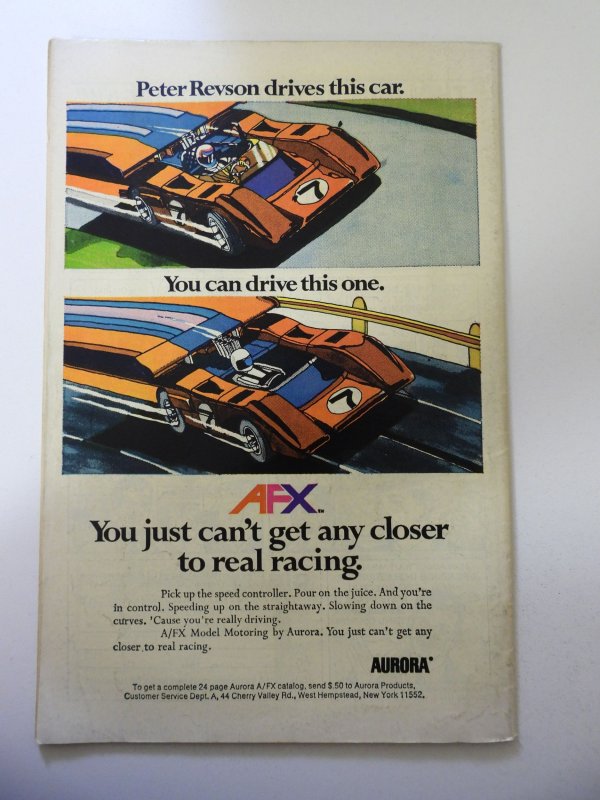 Peter Revson drives this car.
7
7
You can drive this one.
7
7
AFX™
You just can't get any closer
to real racing.
Pick up the speed controller. Pour on the juice. And you're
in control. Speeding up on the straightaway. Slowing down on the
curves. 'Cause you're really driving.
A/FX Model Motoring by Aurora. You just can't get any
closer to real racing.
AURORA®
To get a complete 24 page Aurora A/FX catalog, send $.50 to Aurora Products,
Customer Service Dept. A, 44 Cherry Valley Rd., West Hempstead, New York 11552.